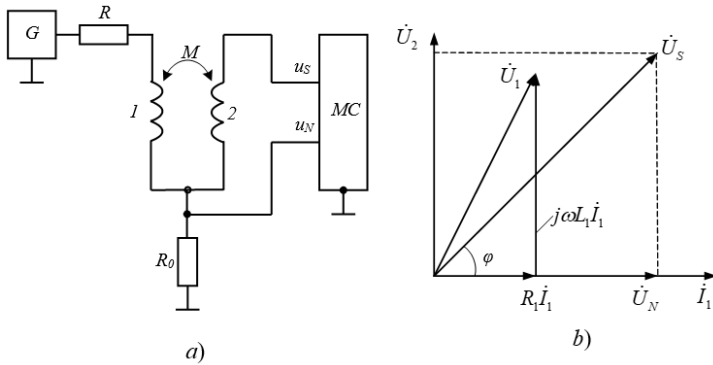 G
R
M
1
2
u_S
u_N
MC
R_0
a)
U̇_2
U̇_S
U̇_1
jωL_1İ_1
φ
R_1İ_1
U̇_N
İ_1
b)